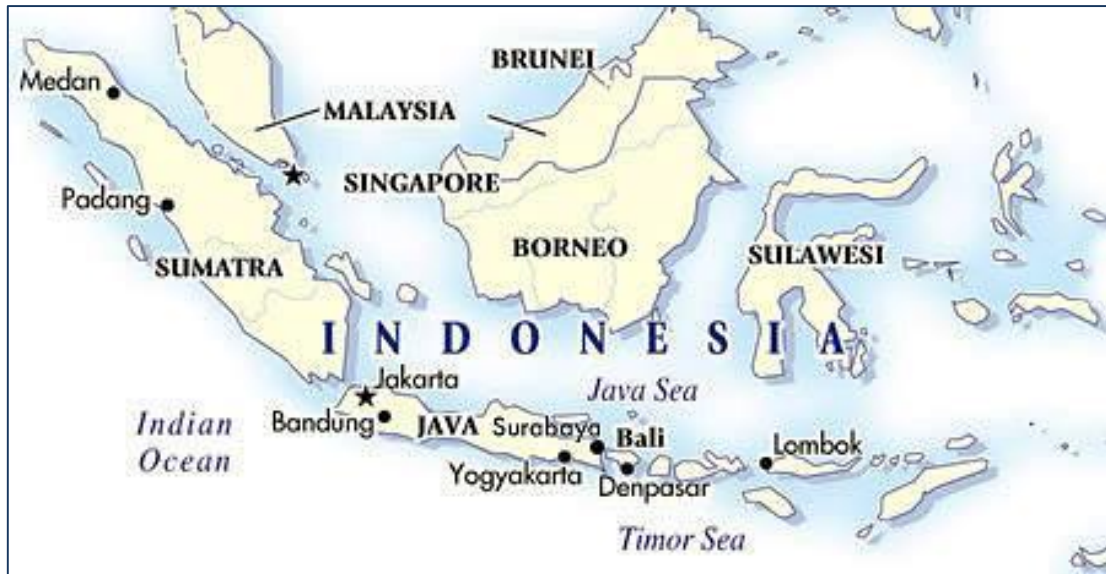 BRUNEI
Medan
MALAYSIA
SINGAPORE
Padang
BORNEO
SULAWESI
SUMATRA
INDONESIA
Jakarta
Java Sea
Indian
Ocean
Bandung
JAVA
Surabaya
Bali
Lombok
Yogyakarta
Denpasar
Timor Sea